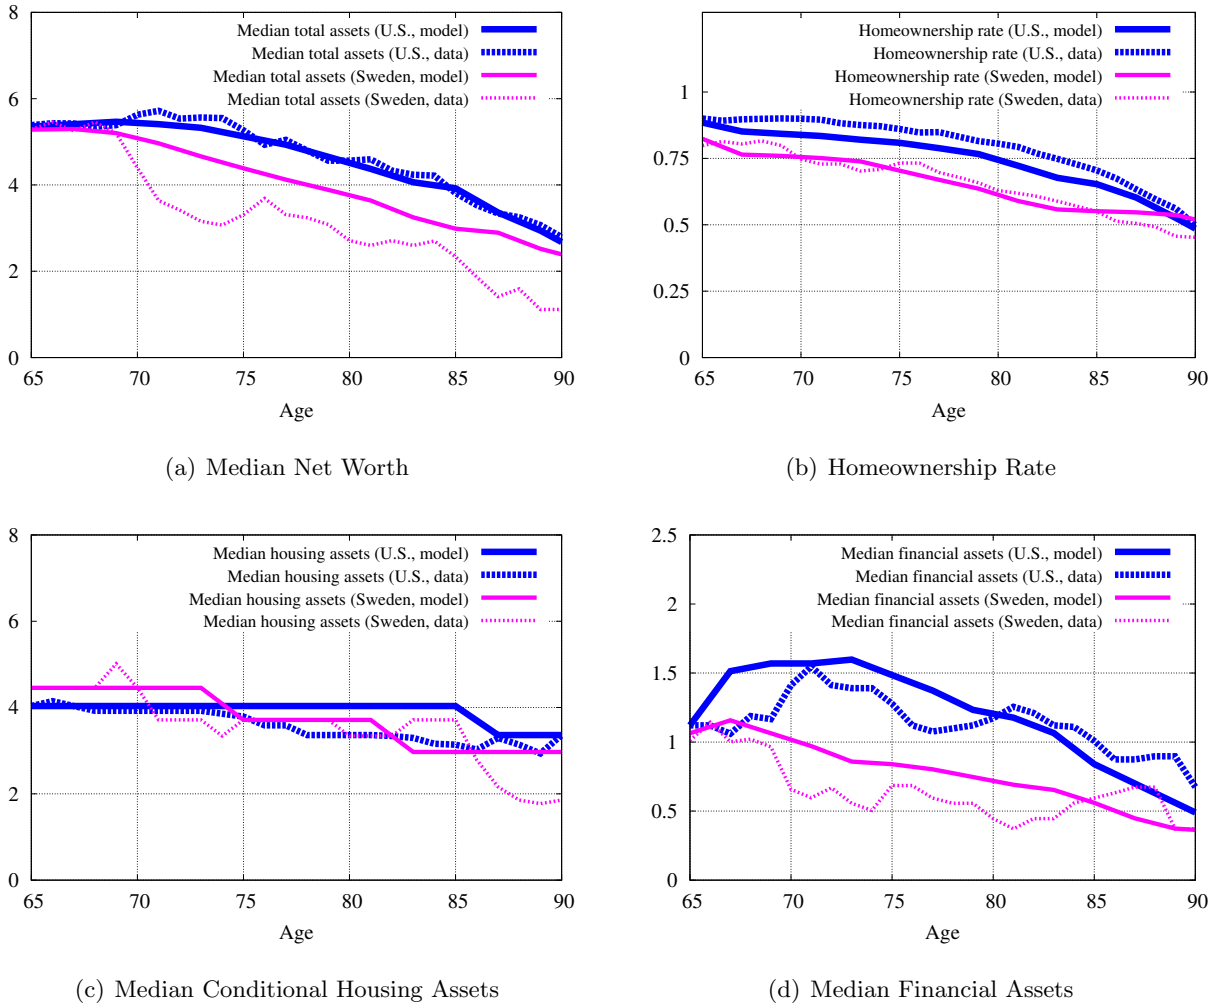 8
6
4
2
0
65 70 75 80 85 90
Age
Median total assets (U.S., model)
Median total assets (U.S., data)
Median total assets (Sweden, model)
Median total assets (Sweden, data)
(a) Median Net Worth
1
0.75
0.5
0.25
0
65 70 75 80 85 90
Age
Homeownership rate (U.S., model)
Homeownership rate (U.S., data)
Homeownership rate (Sweden, model)
Homeownership rate (Sweden, data)
(b) Homeownership Rate
8
6
4
2
0
65 70 75 80 85 90
Age
Median housing assets (U.S., model)
Median housing assets (U.S., data)
Median housing assets (Sweden, model)
Median housing assets (Sweden, data)
(c) Median Conditional Housing Assets
2.5
2
1.5
1
0.5
0
65 70 75 80 85 90
Age
Median financial assets (U.S., model)
Median financial assets (U.S., data)
Median financial assets (Sweden, model)
Median financial assets (Sweden, data)
(d) Median Financial Assets